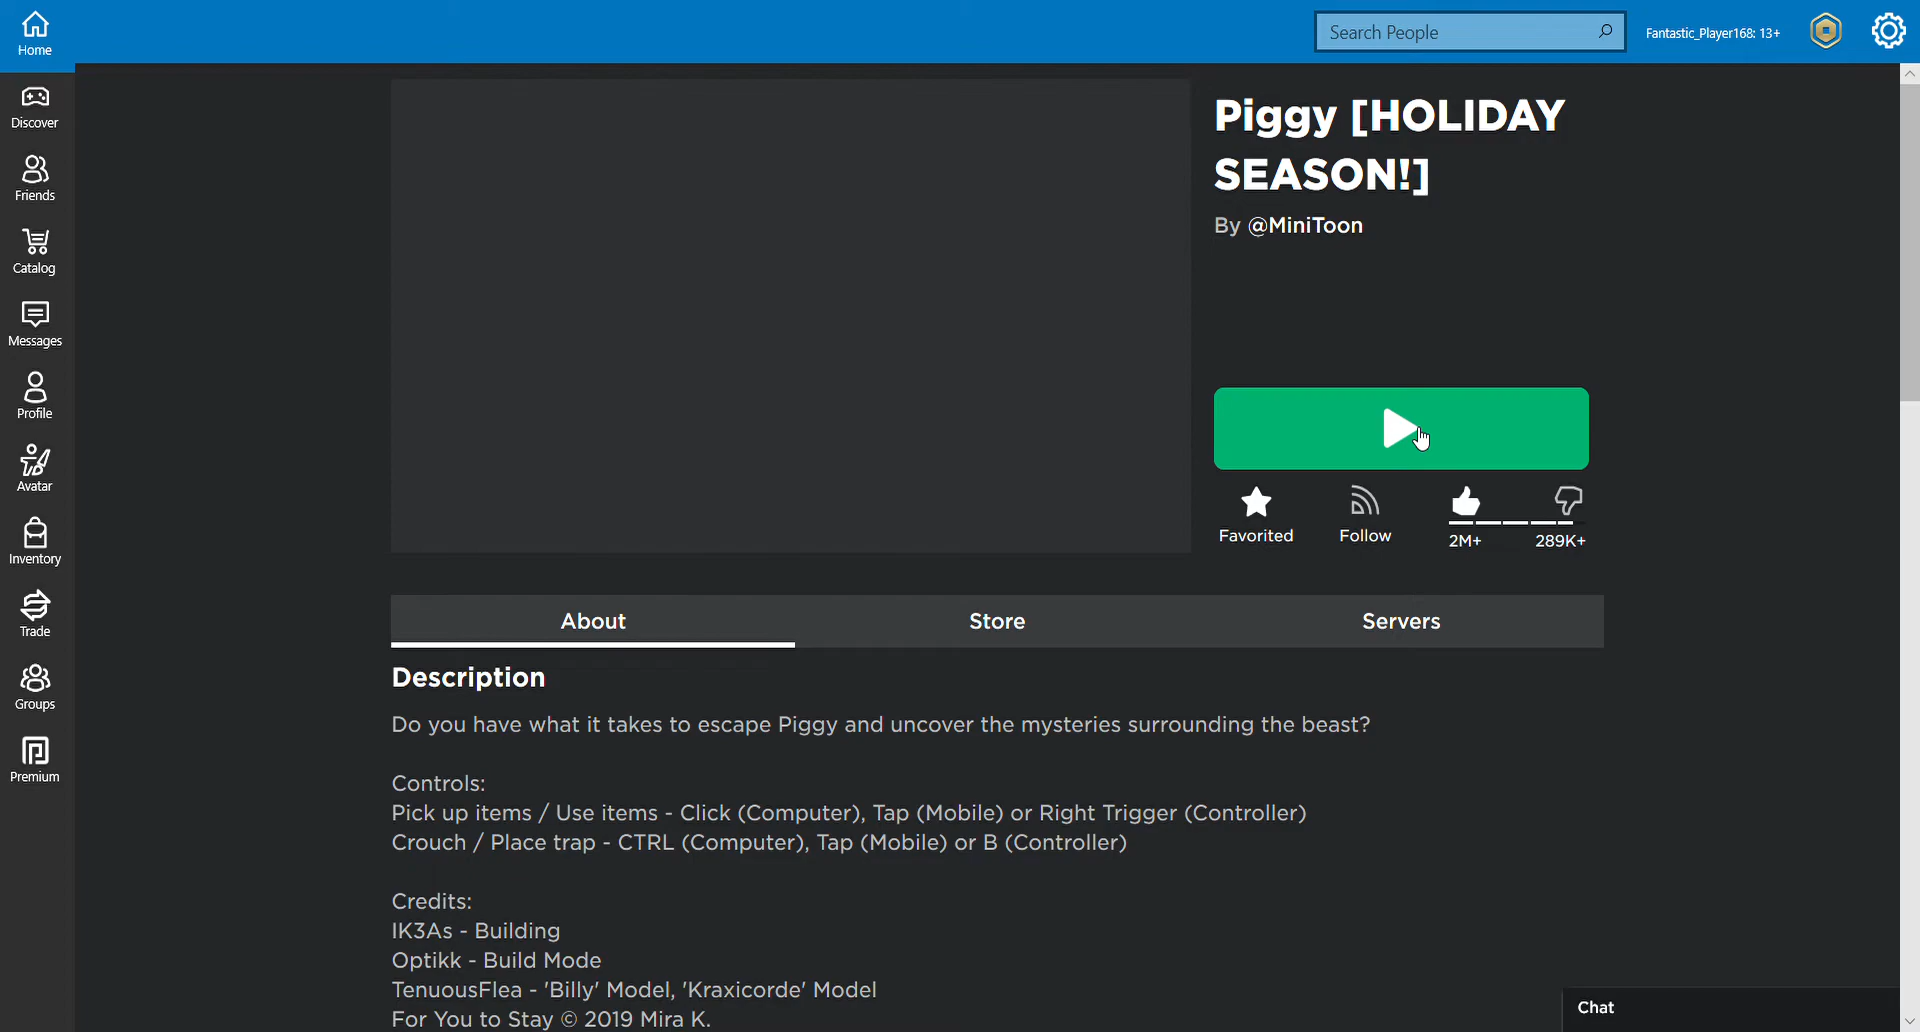 Home
Search People
Fantastic_Player168: 13+
Discover
Friends
Catalog
Messages
Profile
Avatar
Inventory
Trade
Groups
Premium
Piggy [HOLIDAY
SEASON!]
By @MiniToon
Favorited
Follow
2M+
289K+
About
Store
Servers
Description
Do you have what it takes to escape Piggy and uncover the mysteries surrounding the beast?
Controls:
Pick up items / Use items - Click (Computer), Tap (Mobile) or Right Trigger (Controller)
Crouch / Place trap - CTRL (Computer), Tap (Mobile) or B (Controller)
Credits:
IK3As - Building
Optikk - Build Mode
TenuousFlea - 'Billy' Model, 'Kraxicorde' Model
For You to Stay © 2019 Mira K.
Chat